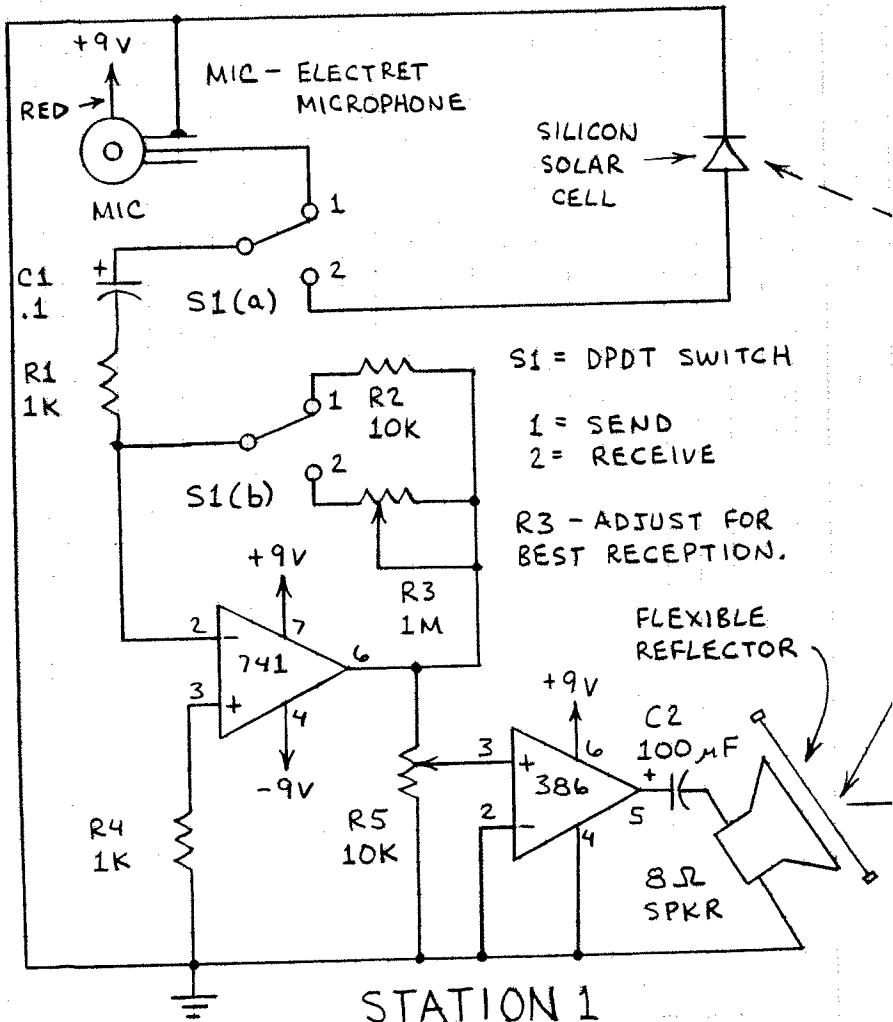 +9V
RED
MIC - ELECTRET
MICROPHONE
MIC
SILICON
SOLAR
CELL
1
2
C1
.1
+
S1(a)
R1
1K
S1 = DPDT SWITCH
1 = SEND
2 = RECEIVE
1
R2
10K
2
S1(b)
R3 - ADJUST FOR
BEST RECEPTION.
R3
1M
+9V
2
-
7
741
6
3
+
4
-9V
FLEXIBLE
REFLECTOR
+9V
C2
100 µF
3
+
6
386
+
5
2
-
4
R4
1K
R5
10K
8Ω
SPKR
STATION 1